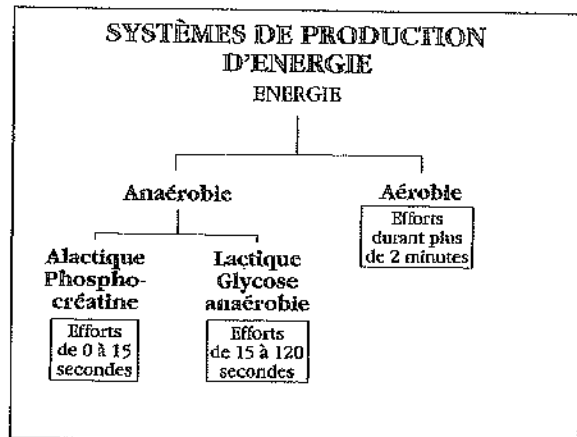 SYSTÈMES DE PRODUCTION
D'ENERGIE
ENERGIE
Anaérobie
Aérobie
Efforts
durant plus
de 2 minutes
Alactique
Phospho-
créatine
Efforts
de 0 à 15
secondes
Lactique
Glycose
anaérobie
Efforts
de 15 à 120
secondes